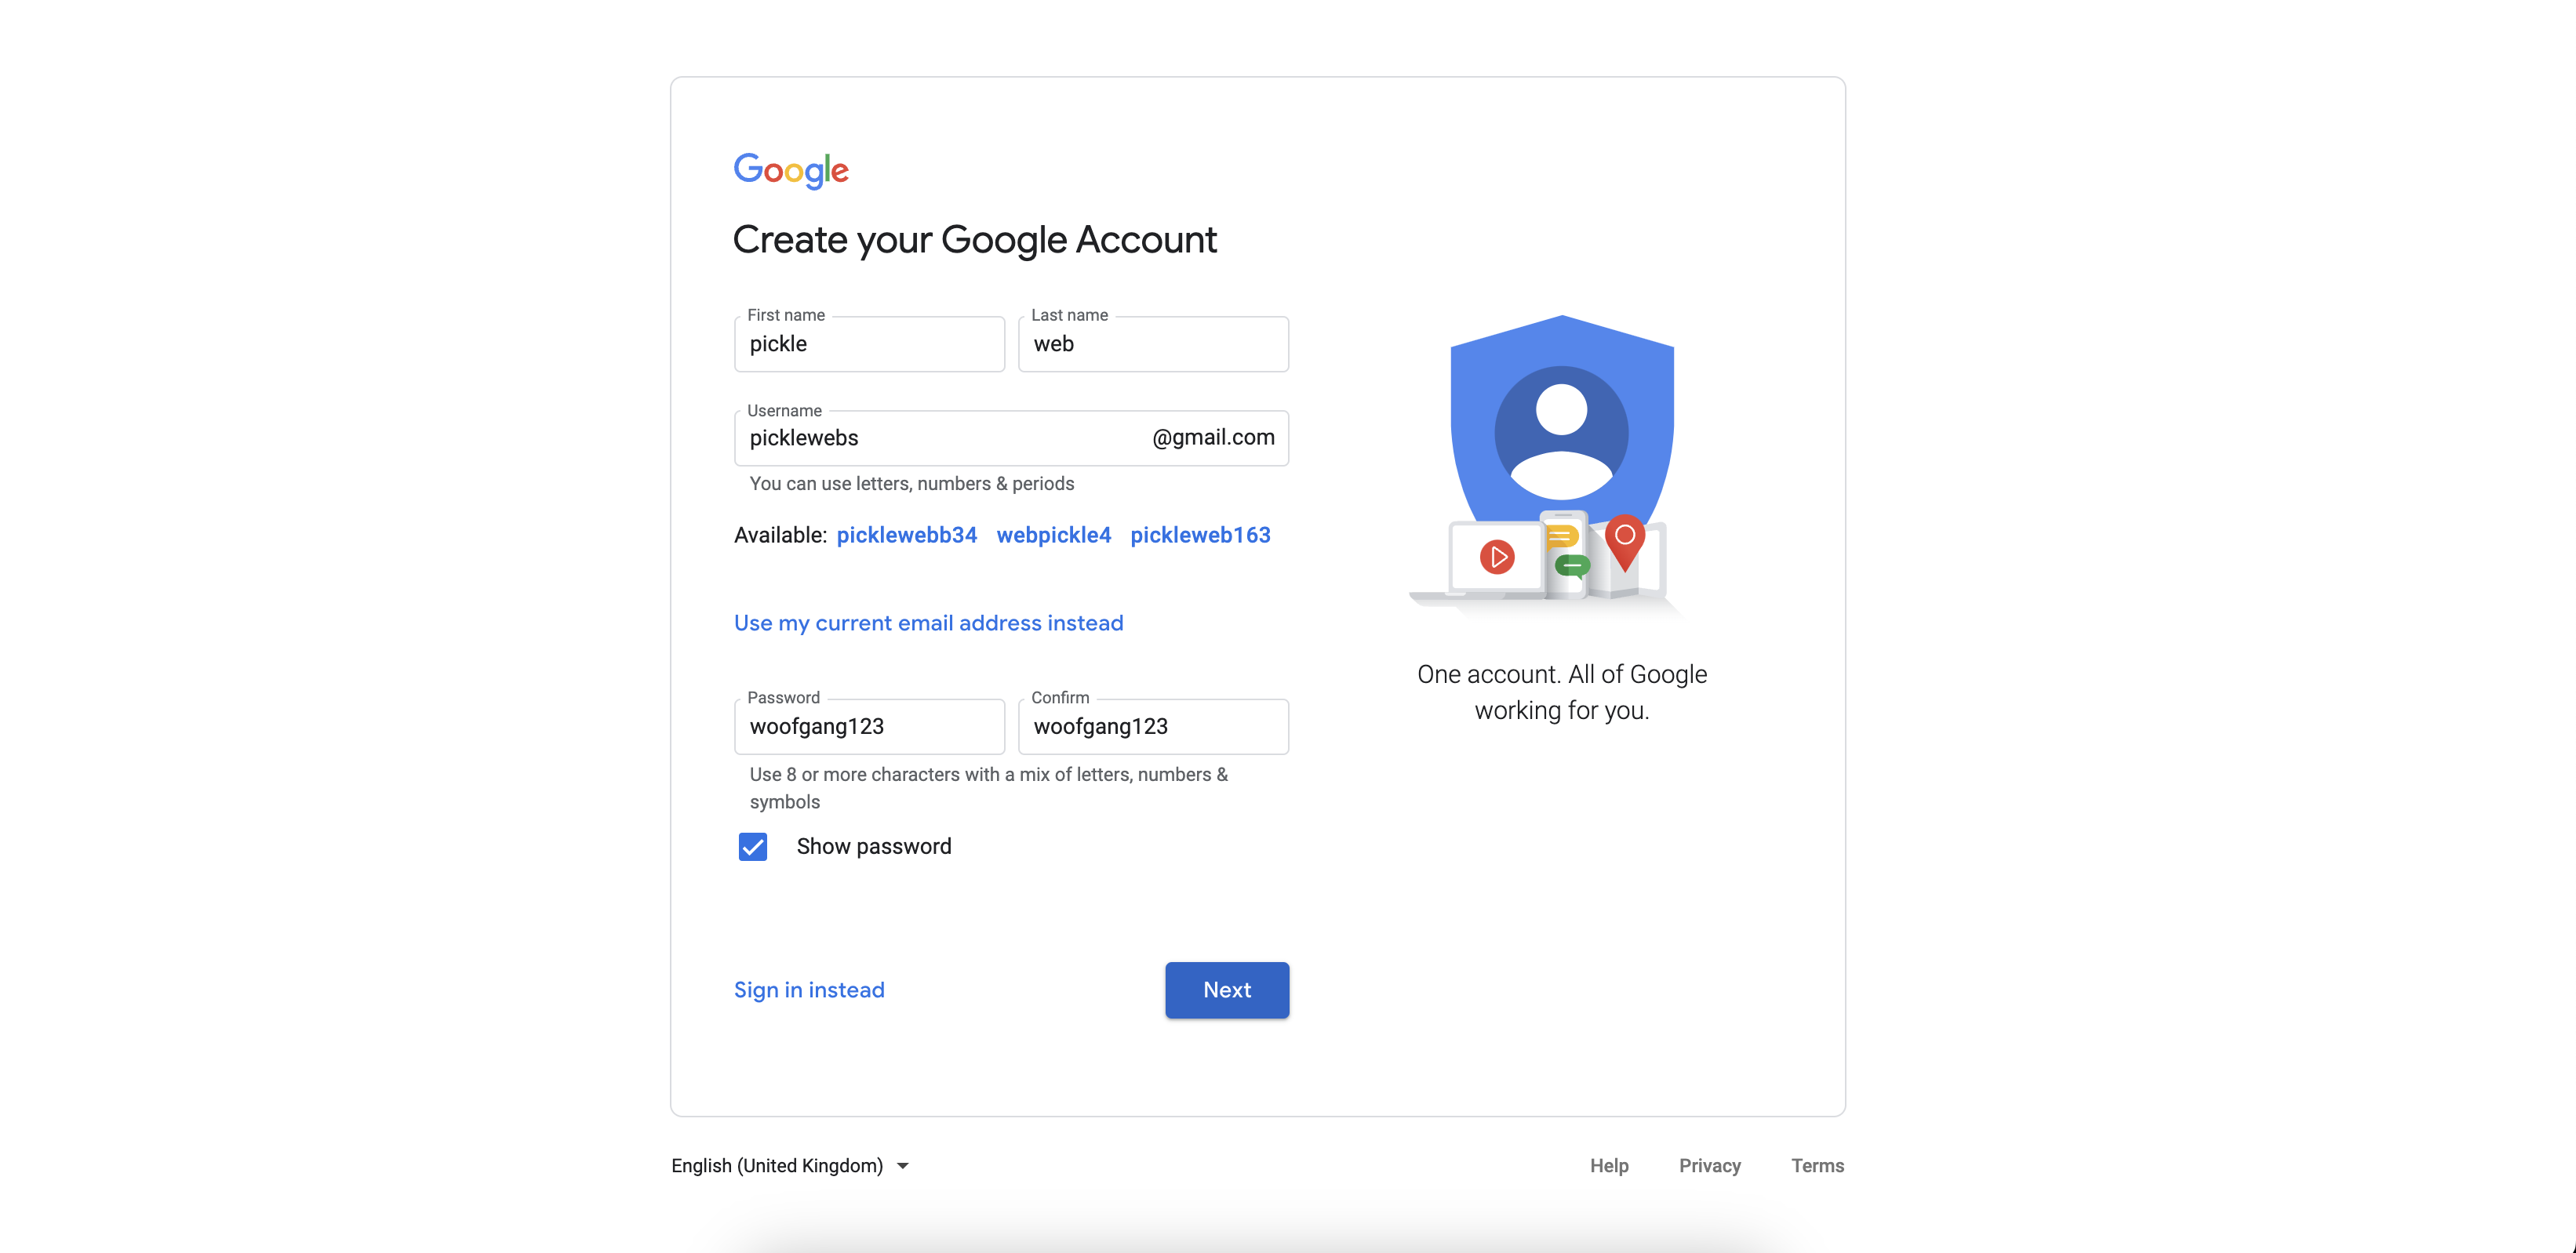 Google
Create your Google Account
First name
Last name
pickle
web
Username
picklewebs
@gmail.com
You can use letters, numbers & periods
Available: picklewebb34 webpickle4 pickleweb163
Use my current email address instead
Password
Confirm
woofgang123
woofgang123
Use 8 or more characters with a mix of letters, numbers &
symbols
Show password
Sign in instead
Next
One account. All of Google
working for you.
English (United Kingdom)
Help
Privacy
Terms